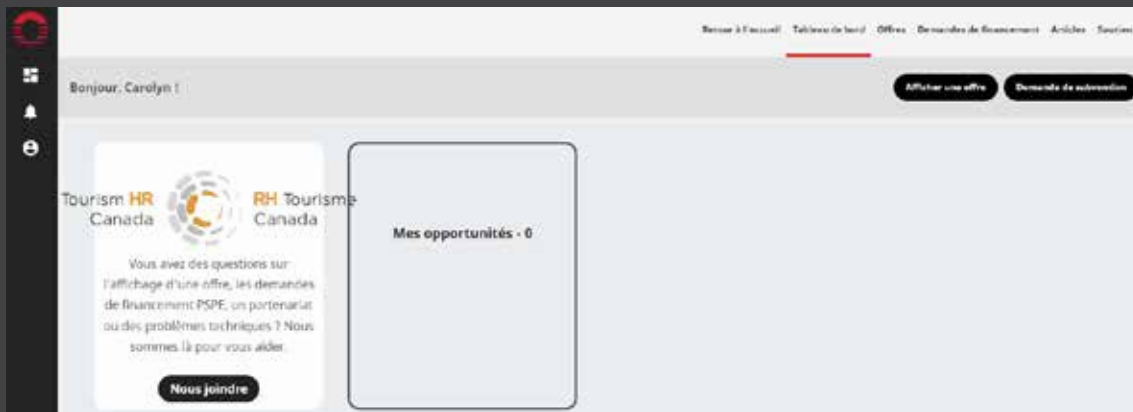 Retour à l'accueil Tableau de bord Offres Demandes de financement Articles Soutien
Bonjour, Carolyn !
Afficher une offre Demande de subvention
Tourism HR Canada RH Tourisme Canada
Vous avez des questions sur
l'affichage d'une offre, les demandes
de financement PSPE, un partenariat
ou des problèmes techniques ? Nous
sommes là pour vous aider.
Nous joindre
Mes opportunités - 0